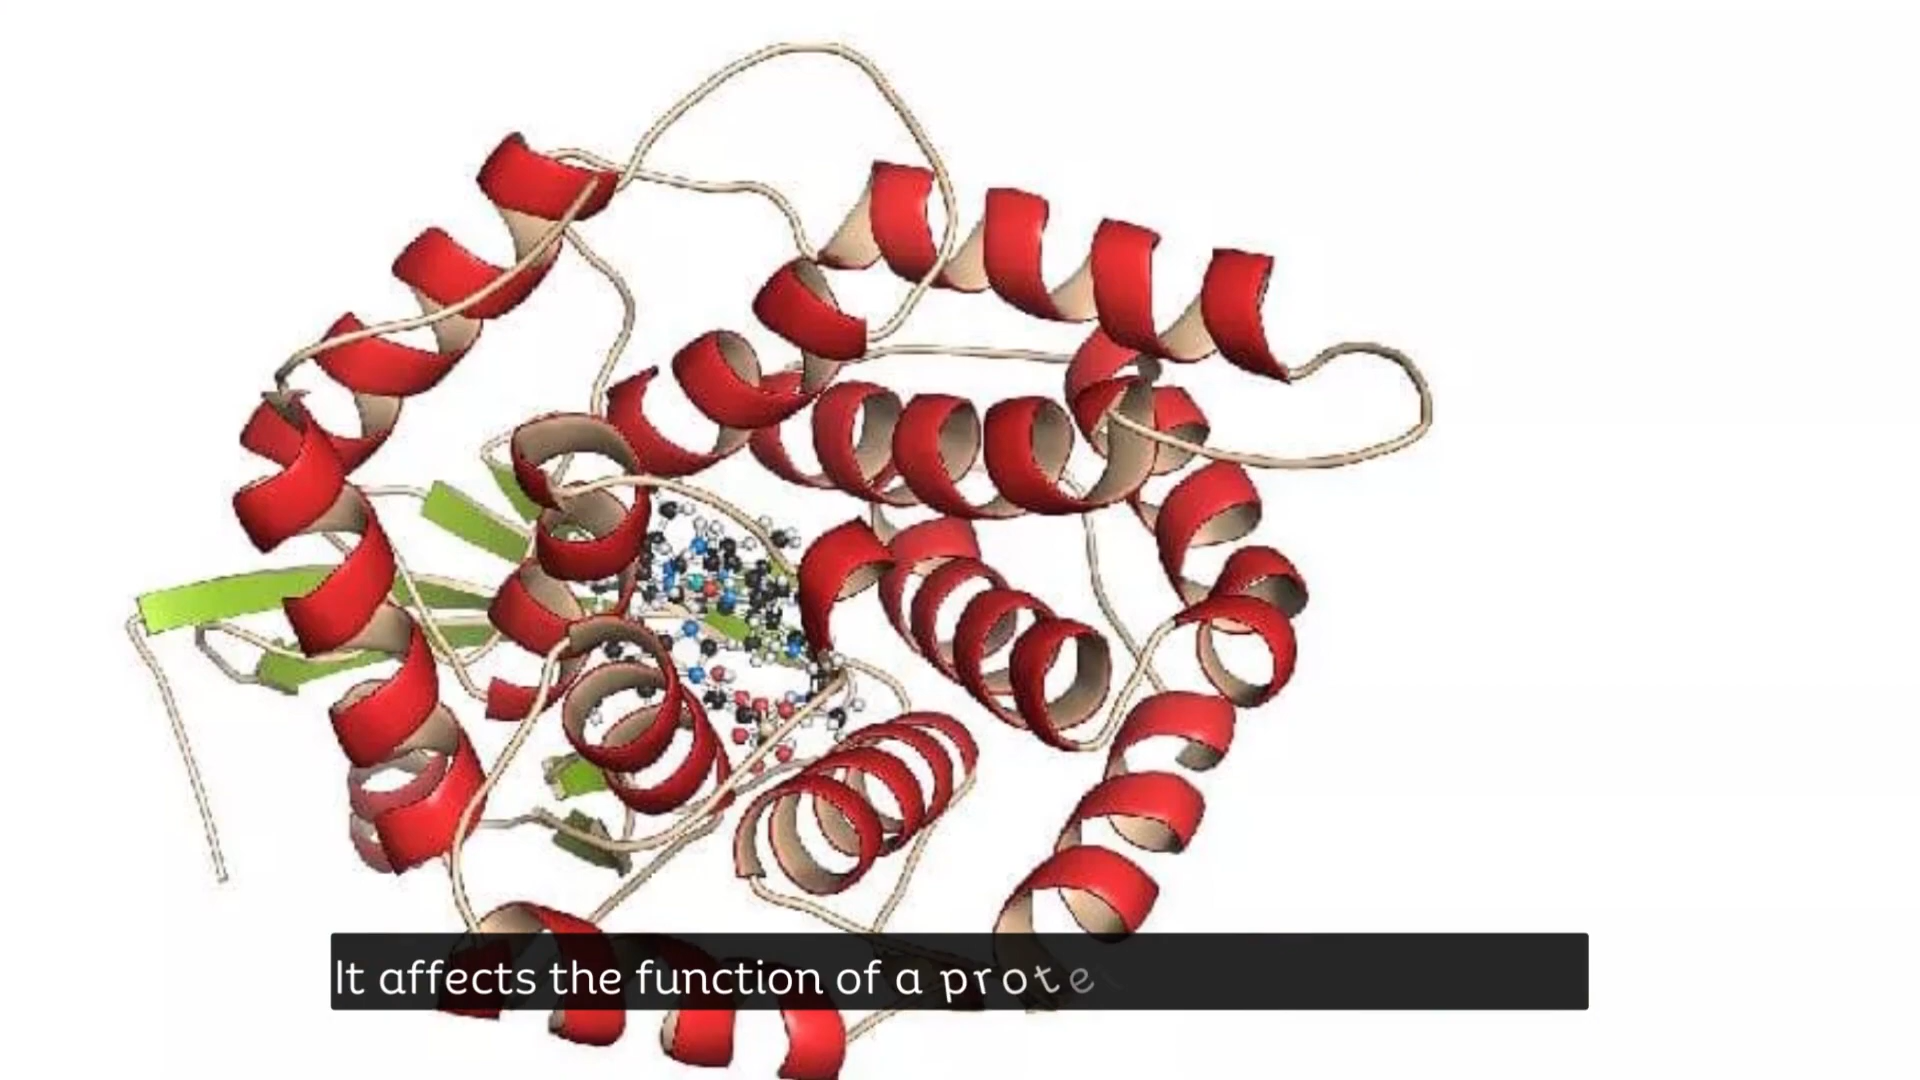 It affects the function of a prote